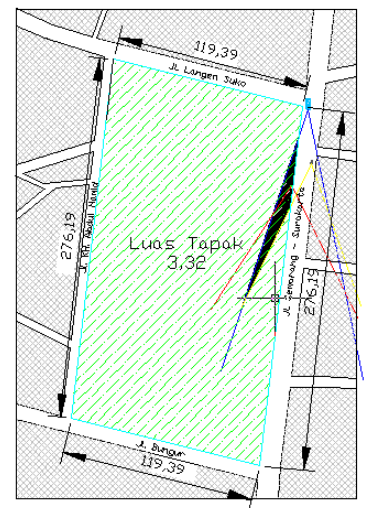 119,39
JL Langen Suko
JL KH. Abdul Hamid
276,19
Luas Tapak
3,32
JL Semarang - Surakarta
276,19
JL Bungur
119,39